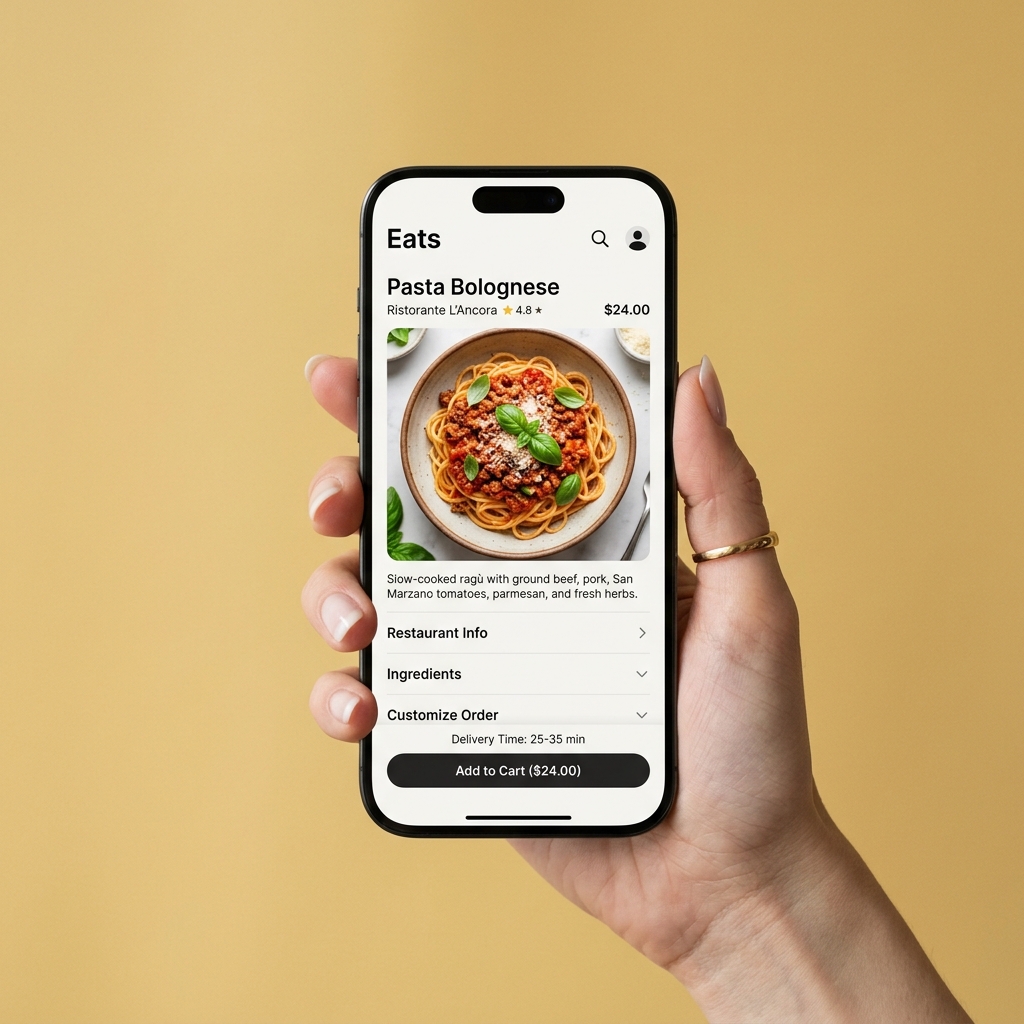 Eats
Pasta Bolognese
Ristorante L'Ancora ⭐ 4.8 ★ $24.00
Slow-cooked ragù with ground beef, pork, San
Marzano tomatoes, parmesan, and fresh herbs.
Restaurant Info
Ingredients
Customize Order
Delivery Time: 25-35 min
Add to Cart ($24.00)